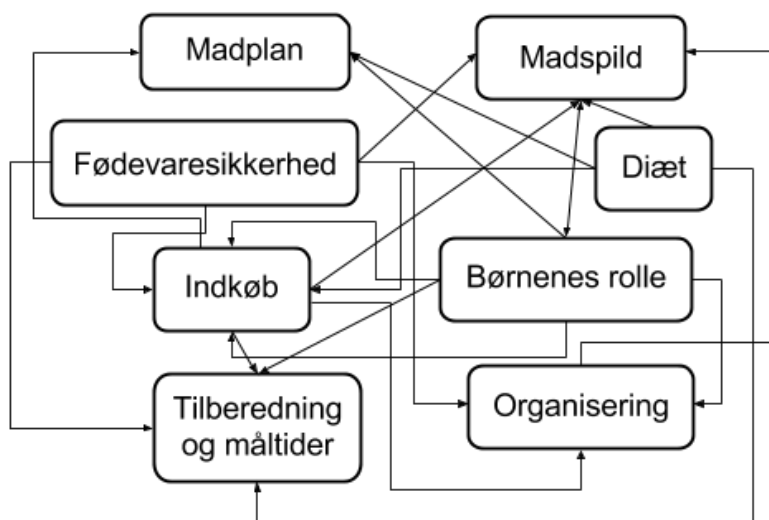 Madplan
Madspild
Fødevaresikkerhed
Diæt
Indkøb
Børnenes rolle
Tilberedning
og måltider
Organisering